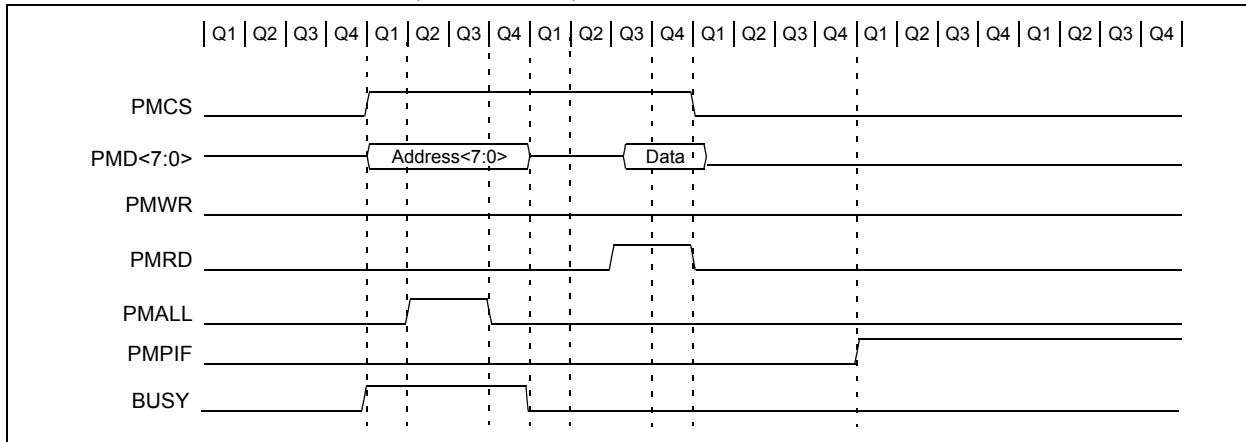 Q1 Q2 Q3 Q4 Q1 Q2 Q3 Q4 Q1 Q2 Q3 Q4 Q1 Q2 Q3 Q4 Q1 Q2 Q3 Q4 Q1 Q2 Q3 Q4
PMCS
PMD<7:0> Address<7:0> Data
PMWR
PMRD
PMALL
PMPIF
BUSY